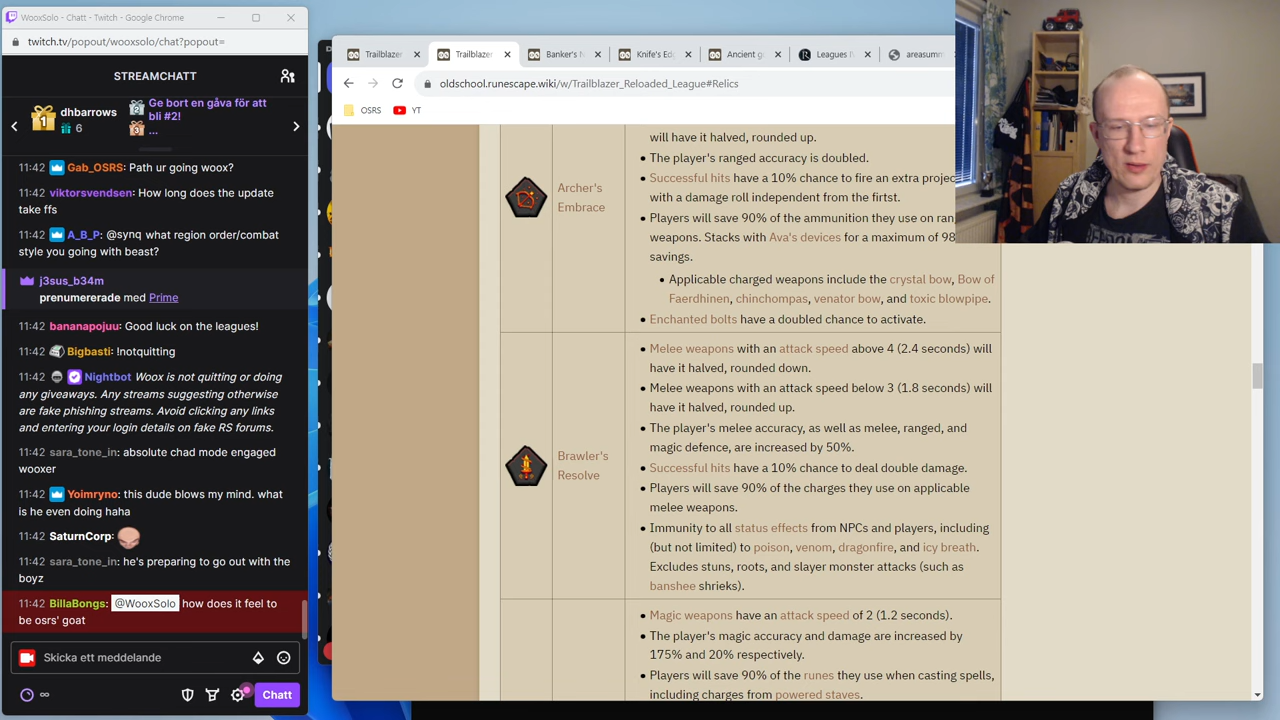 WooxSolo - Chatt - Twitch - Google Chrome
twitch.tv/popout/wooxsolo/chat?popout=
STREAMCHATT
1
dhbarrows
6
Ge bort en gåva för att
bli #2!
...
11:42 Gab_OSRS: Path ur going woox?
11:42 viktorsvendsen: How long does the update
take ffs
11:42 A_B_P: @synq what region order/combat
style you going with beast?
j3sus_b34m
prenumererade med Prime
11:42 bananapojuu: Good luck on the leagues!
11:42 Bigbasti: !notquitting
11:42 Nightbot Woox is not quitting or doing
any giveaways. Any streams suggesting otherwise
are fake phishing streams. Avoid clicking any links
and entering your login details on fake RS forums.
11:42 sara_tone_in: absolute chad mode engaged
wooxer
11:42 Yoimryno: this dude blows my mind. what
is he even doing haha
11:42 SaturnCorp:
11:42 sara_tone_in: he's preparing to go out with the
boyz
11:42 BillaBongs: @WooxSolo how does it feel to
be osrs' goat
Skicka ett meddelande
Chatt
Trailblazer
Trailblazer
Banker's N
Knife's Ed
Ancient g
Leagues I
areasumm
oldschool.runescape.wiki/w/Trailblazer_Reloaded_League#Relics
OSRS
YT
will have it halved, rounded up.
The player's ranged accuracy is doubled.
Archer's
Embrace
Successful hits have a 10% chance to fire an extra projec
with a damage roll independent from the firtst.
Players will save 90% of the ammunition they use on ran
weapons. Stacks with Ava's devices for a maximum of 98
savings.
Applicable charged weapons include the crystal bow, Bow of
Faerdhinen, chinchompas, venator bow, and toxic blowpipe.
Enchanted bolts have a doubled chance to activate.
Brawler's
Resolve
Melee weapons with an attack speed above 4 (2.4 seconds) will
have it halved, rounded down.
Melee weapons with an attack speed below 3 (1.8 seconds) will
have it halved, rounded up.
The player's melee accuracy, as well as melee, ranged, and
magic defence, are increased by 50%.
Successful hits have a 10% chance to deal double damage.
Players will save 90% of the charges they use on applicable
melee weapons.
Immunity to all status effects from NPCs and players, including
(but not limited) to poison, venom, dragonfire, and icy breath.
Excludes stuns, roots, and slayer monster attacks (such as
banshee shrieks).
Magic weapons have an attack speed of 2 (1.2 seconds).
The player's magic accuracy and damage are increased by
175% and 20% respectively.
Players will save 90% of the runes they use when casting spells,
including charges from powered staves.